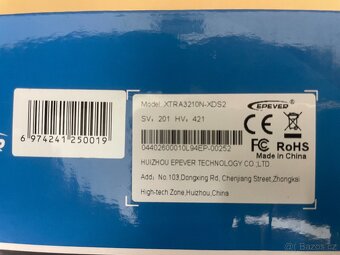 Model: XTRA3210N-XDS2
EPEVER
SV: 201 HV: 421
CE FC RoHS
Made in China
6 974241 250019
04402600010L94EP-00252
HUIZHOU EPEVER TECHNOLOGY CO.,LTD
Add: No.103,Dongxing Rd, Chenjiang Street,Zhongkai
High-tech Zone,Huizhou,China